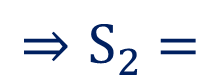 ⇒ S₂ =